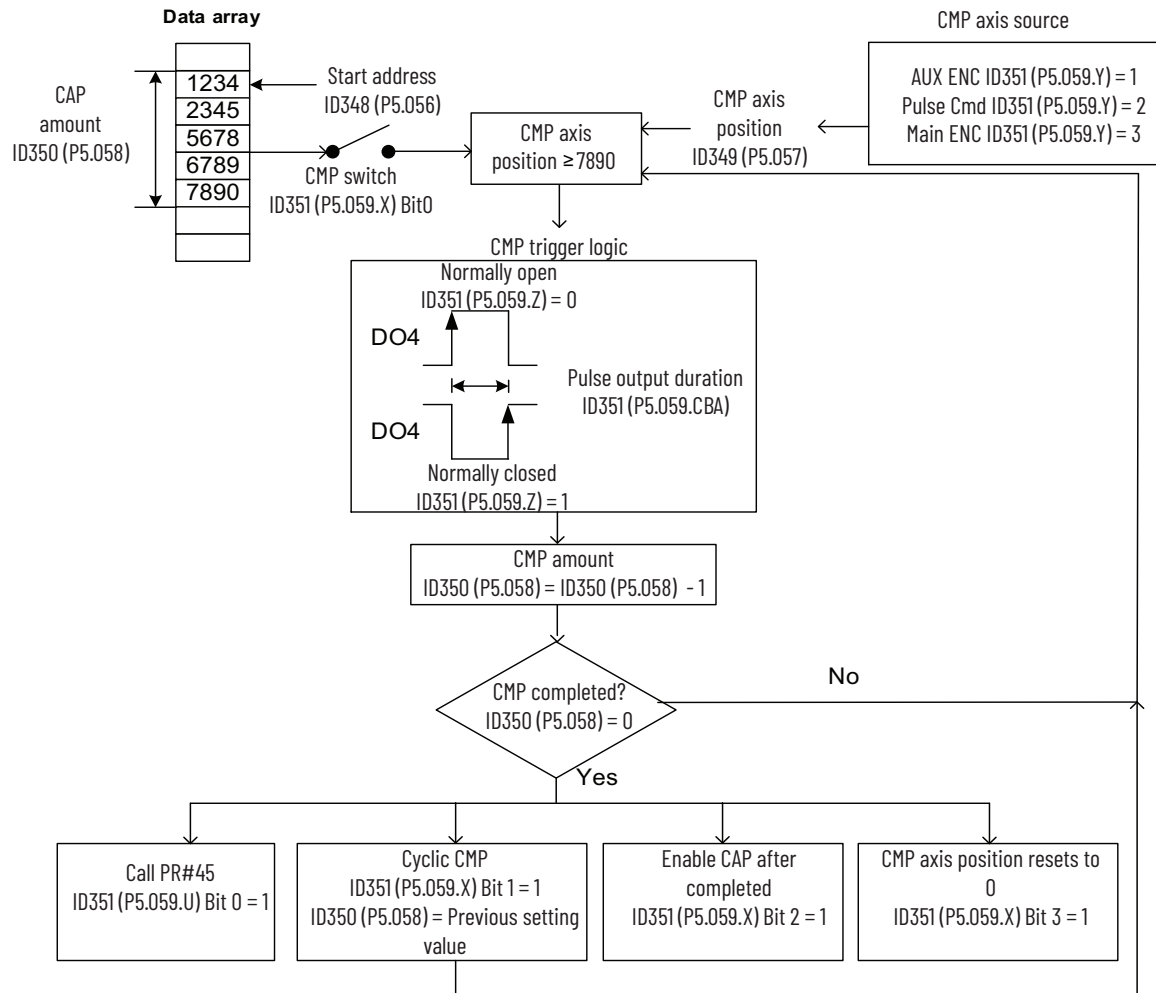 Data array
1234
2345
5678
6789
7890
CAP
amount
ID350 (P5.058)
Start address
ID348 (P5.056)
CMP switch
ID351 (P5.059.X) Bit0
CMP axis
position ≥ 7890
CMP axis
position
ID349 (P5.057)
CMP axis source
AUX ENC ID351 (P5.059.Y) = 1
Pulse Cmd ID351 (P5.059.Y) = 2
Main ENC ID351 (P5.059.Y) = 3
CMP trigger logic
Normally open
ID351 (P5.059.Z) = 0
DO4
Pulse output duration
ID351 (P5.059.CBA)
DO4
Normally closed
ID351 (P5.059.Z) = 1
CMP amount
ID350 (P5.058) = ID350 (P5.058) - 1
CMP completed?
ID350 (P5.058) = 0
No
Yes
Call PR#45
ID351 (P5.059.U) Bit 0 = 1
Cyclic CMP
ID351 (P5.059.X) Bit 1 = 1
ID350 (P5.058) = Previous setting
value
Enable CAP after
completed
ID351 (P5.059.X) Bit 2 = 1
CMP axis position resets to
0
ID351 (P5.059.X) Bit 3 = 1